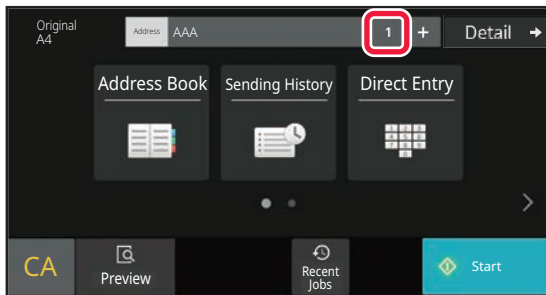 Original
A4
Address AAA 1 + Detail
Address Book Sending History Direct Entry
CA Preview Recent Jobs Start